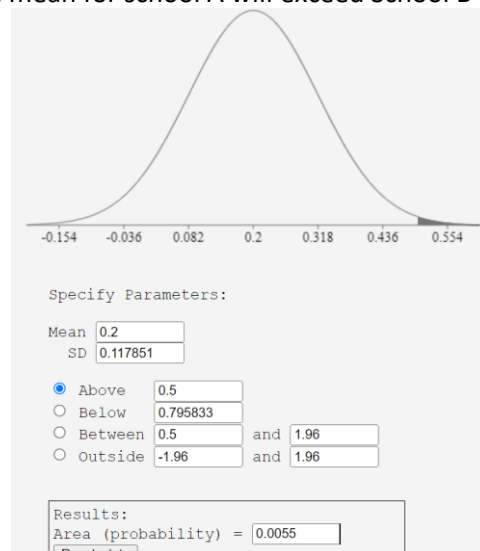 mean for school A will exceed School B
-0.154 -0.036 0.082 0.2 0.318 0.436 0.554
Specify Parameters:
Mean 0.2
SD 0.117851
Above 0.5
Below 0.795833
Between 0.5 and 1.96
Outside -1.96 and 1.96
Results:
Area (probability) = 0.0055